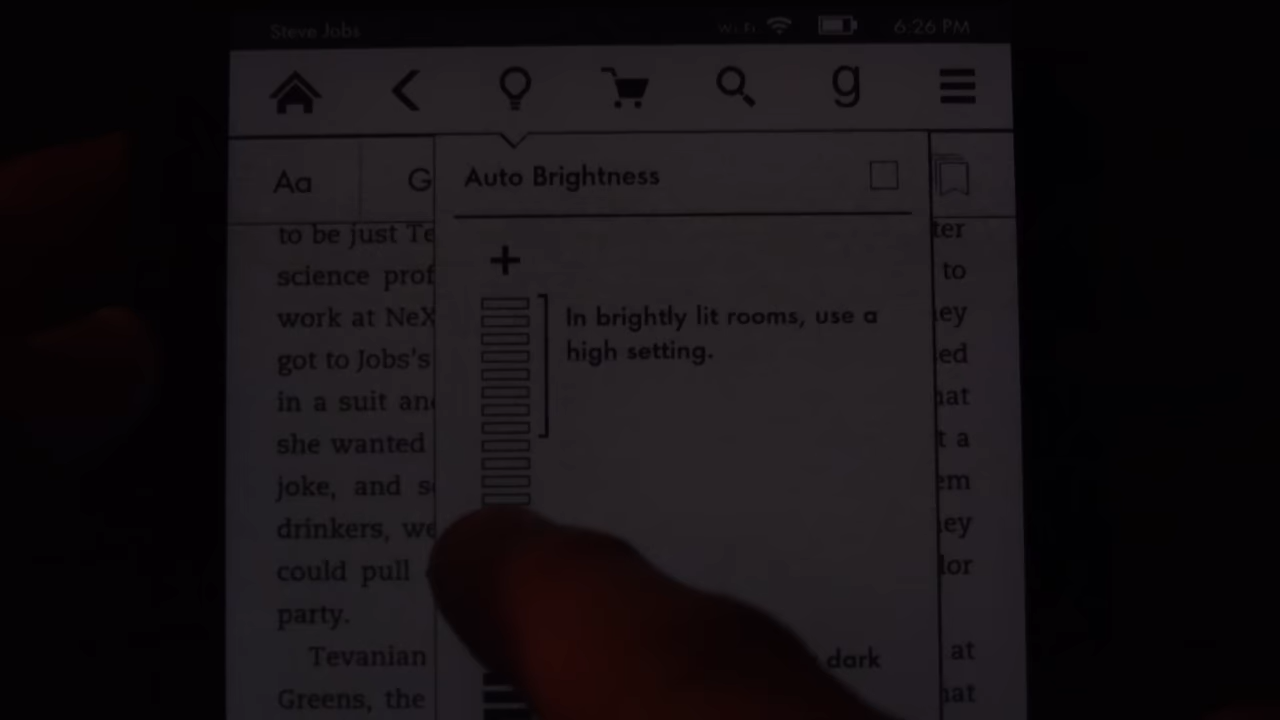 Steve Jobs
Wi-Fi
6:26 PM
g
Aa
G
Auto Brightness
to be just Te
science prof
work at NeX
got to Jobs's
in a suit an
she wanted
joke, and s
drinkers, we
could pull
party.
Tevanian
Greens, the
+
In brightly lit rooms, use a
high setting.
dark
ter
to
ey
ed
hat
t a
em
ey
lor
at
hat